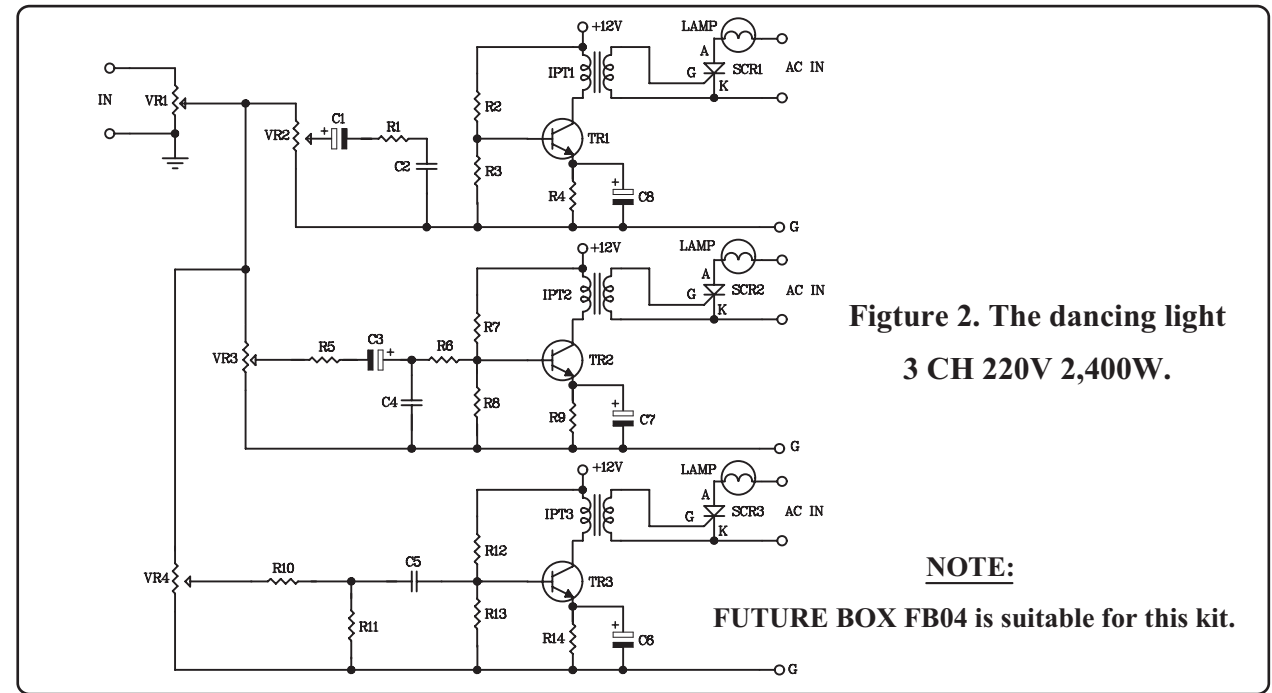 +12V
LAMP
A
IPT1
G
SCR1
AC IN
K
IN
VR1
R2
C1
+
R1
VR2
TR1
C2
R3
R4
+
C8
G
+12V
LAMP
A
IPT2
G
SCR2
AC IN
K
R7
C3
+
R6
R5
VR3
TR2
C4
R8
R9
+
C7
G
+12V
LAMP
A
IPT3
G
SCR3
AC IN
K
R12
C5
R10
VR4
TR3
R11
R13
R14
+
C6
G
Figture 2. The dancing light
3 CH 220V 2,400W.
NOTE:
FUTURE BOX FB04 is suitable for this kit.